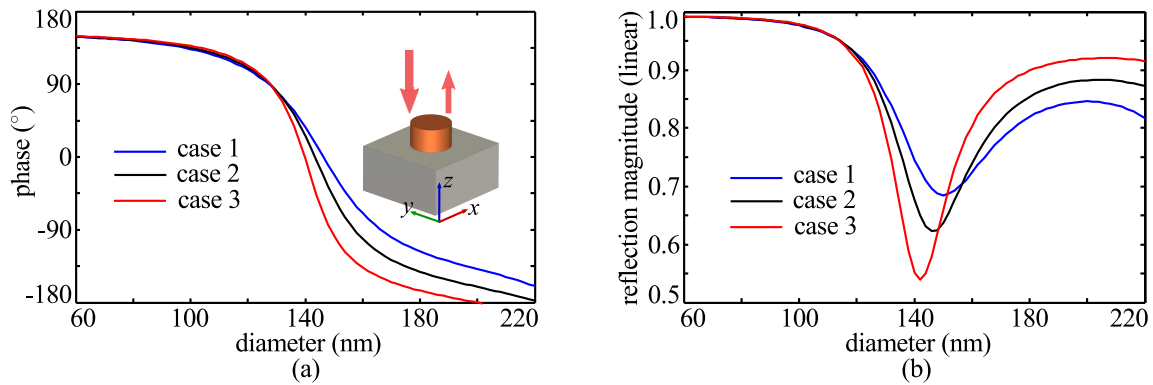 180
90
0
-90
-180
phase (°)
case 1
case 2
case 3
z
y
x
60
100
140
180
220
diameter (nm)
(a)
1.0
0.9
0.8
0.7
0.6
0.5
reflection magnitude (linear)
case 1
case 2
case 3
60
100
140
180
220
diameter (nm)
(b)